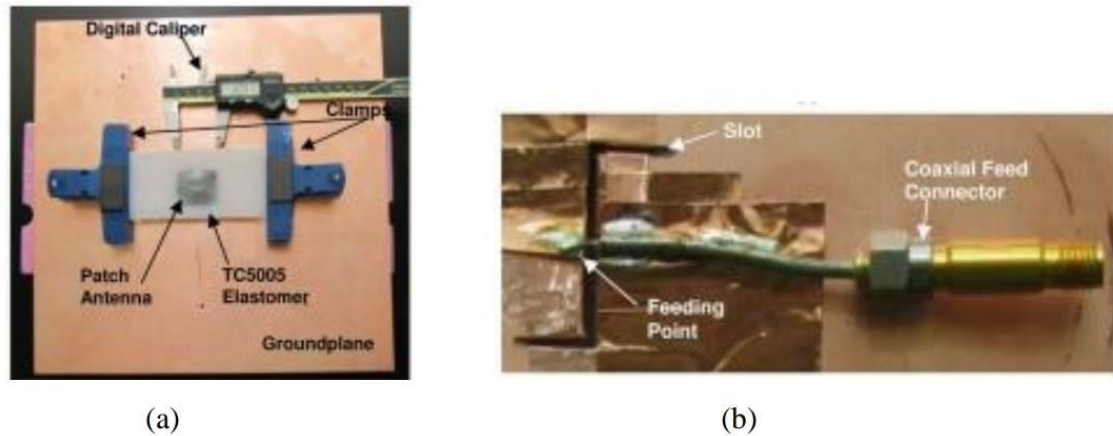 Digital Caliper
Clamps
Patch
Antenna
TC5005
Elastomer
Groundplane
Slot
Coaxial Feed
Connector
Feeding
Point
(a)
(b)